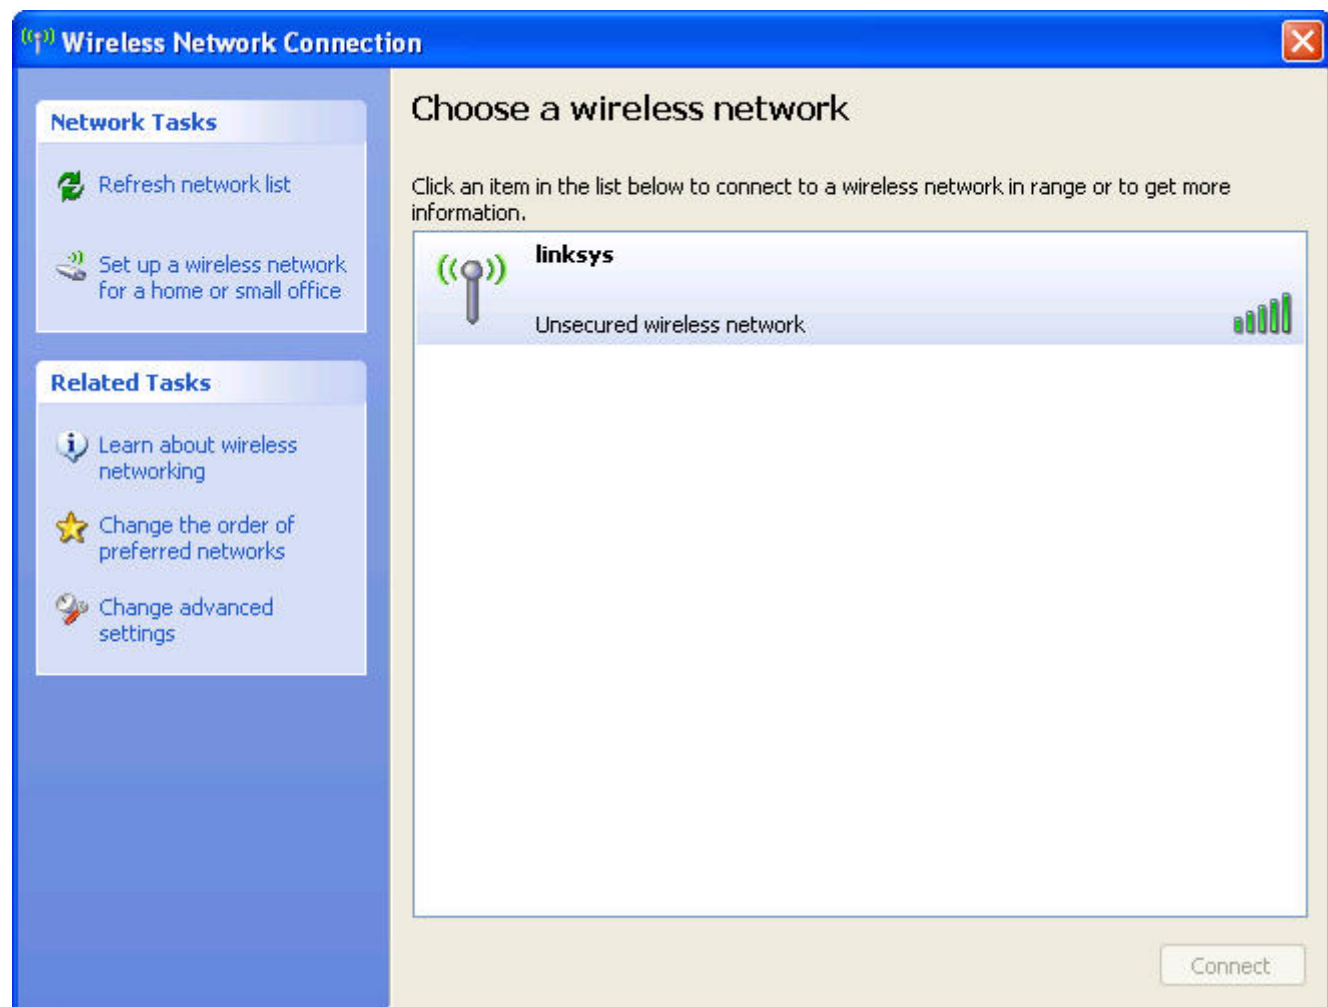 Wireless Network Connection
Network Tasks
Refresh network list
Set up a wireless network
for a home or small office
Related Tasks
Learn about wireless
networking
Change the order of
preferred networks
Change advanced
settings
Choose a wireless network
Click an item in the list below to connect to a wireless network in range or to get more
information.
linksys
Unsecured wireless network
Connect